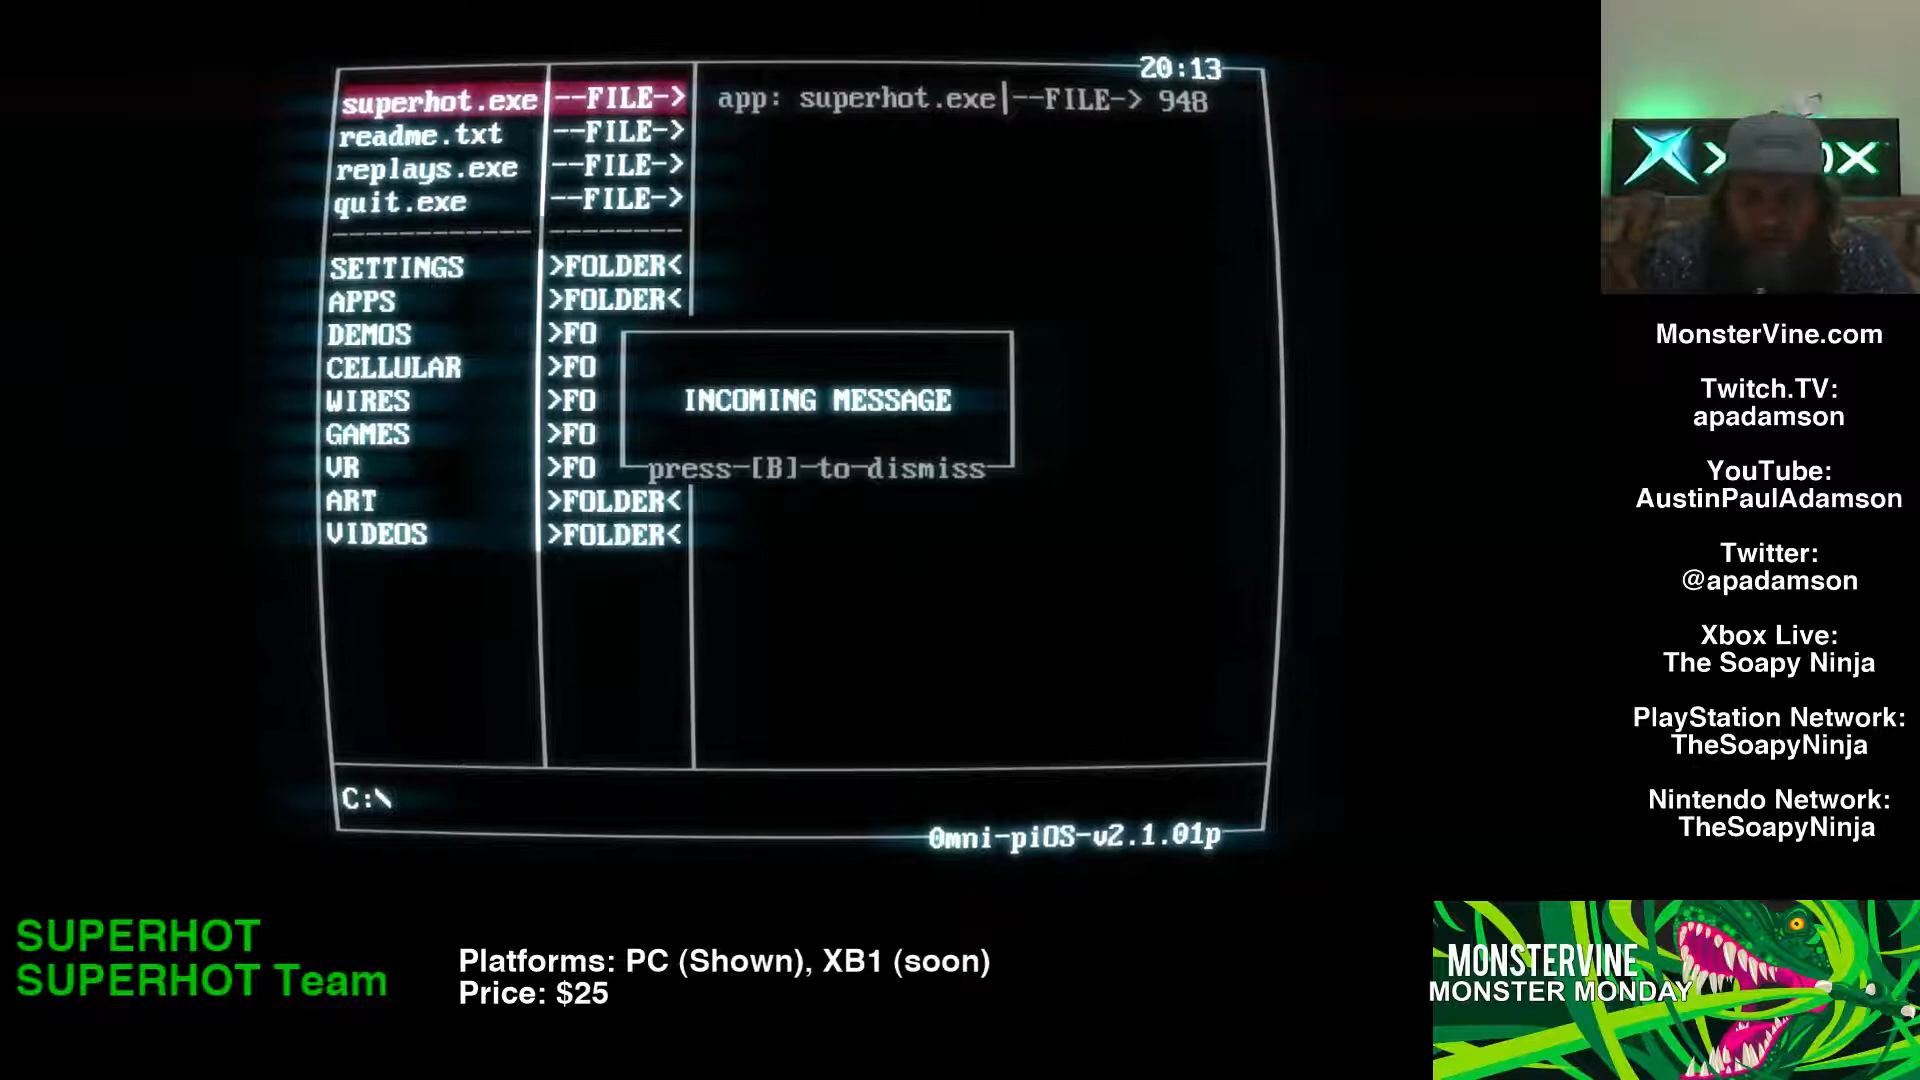 20:13
superhot.exe --FILE-> app: superhot.exe|--FILE-> 948
readme.txt --FILE->
replays.exe --FILE->
quit.exe --FILE->
SETTINGS >FOLDER<
APPS >FOLDER<
DEMOS >FO
CELLULAR >FO
WIRES >FO
GAMES >FO
VR >FO
ART >FOLDER<
VIDEOS >FOLDER<
INCOMING MESSAGE
press-[B]-to-dismiss
C:\
0mni-piOS-v2.1.01p
MonsterVine.com
Twitch.TV:
apadamson
YouTube:
AustinPaulAdamson
Twitter:
@apadamson
Xbox Live:
The Soapy Ninja
PlayStation Network:
TheSoapyNinja
Nintendo Network:
TheSoapyNinja
SUPERHOT
SUPERHOT Team
Platforms: PC (Shown), XB1 (soon)
Price: $25
MONSTERVINE
MONSTER MONDAY